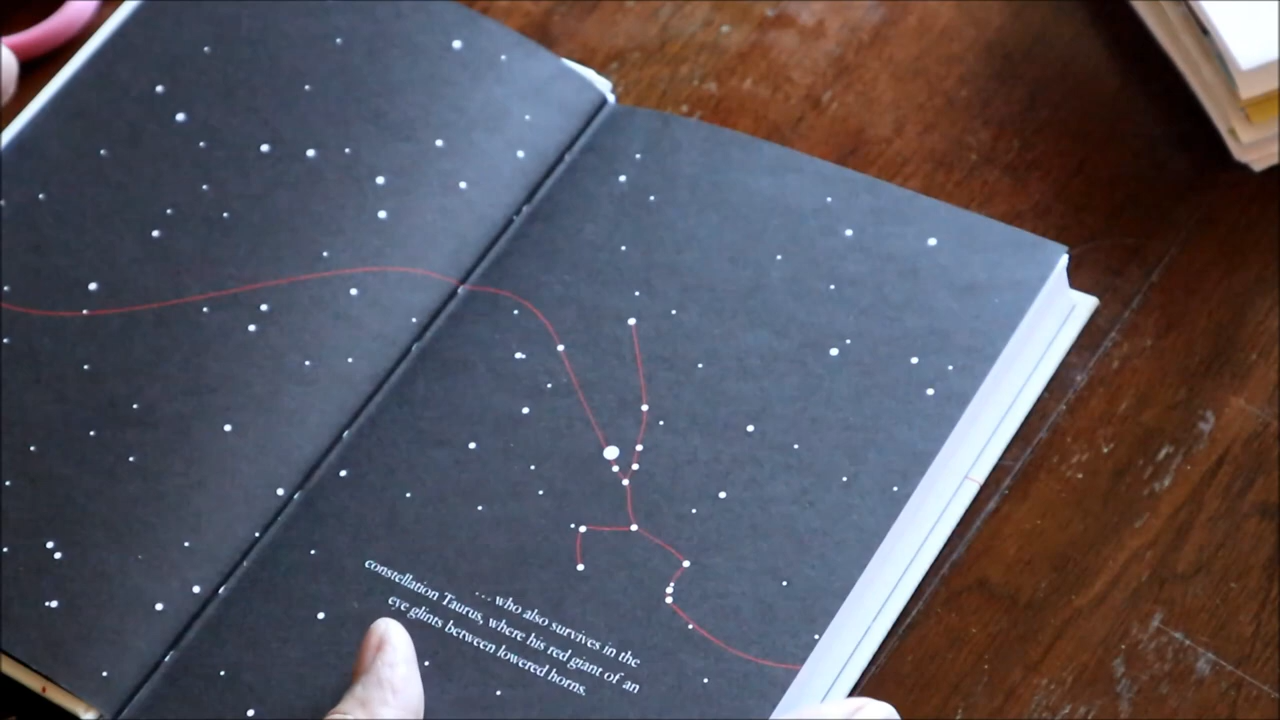 ... who also survives in the
constellation Taurus, where his red giant of an
eye glints between lowered horns.